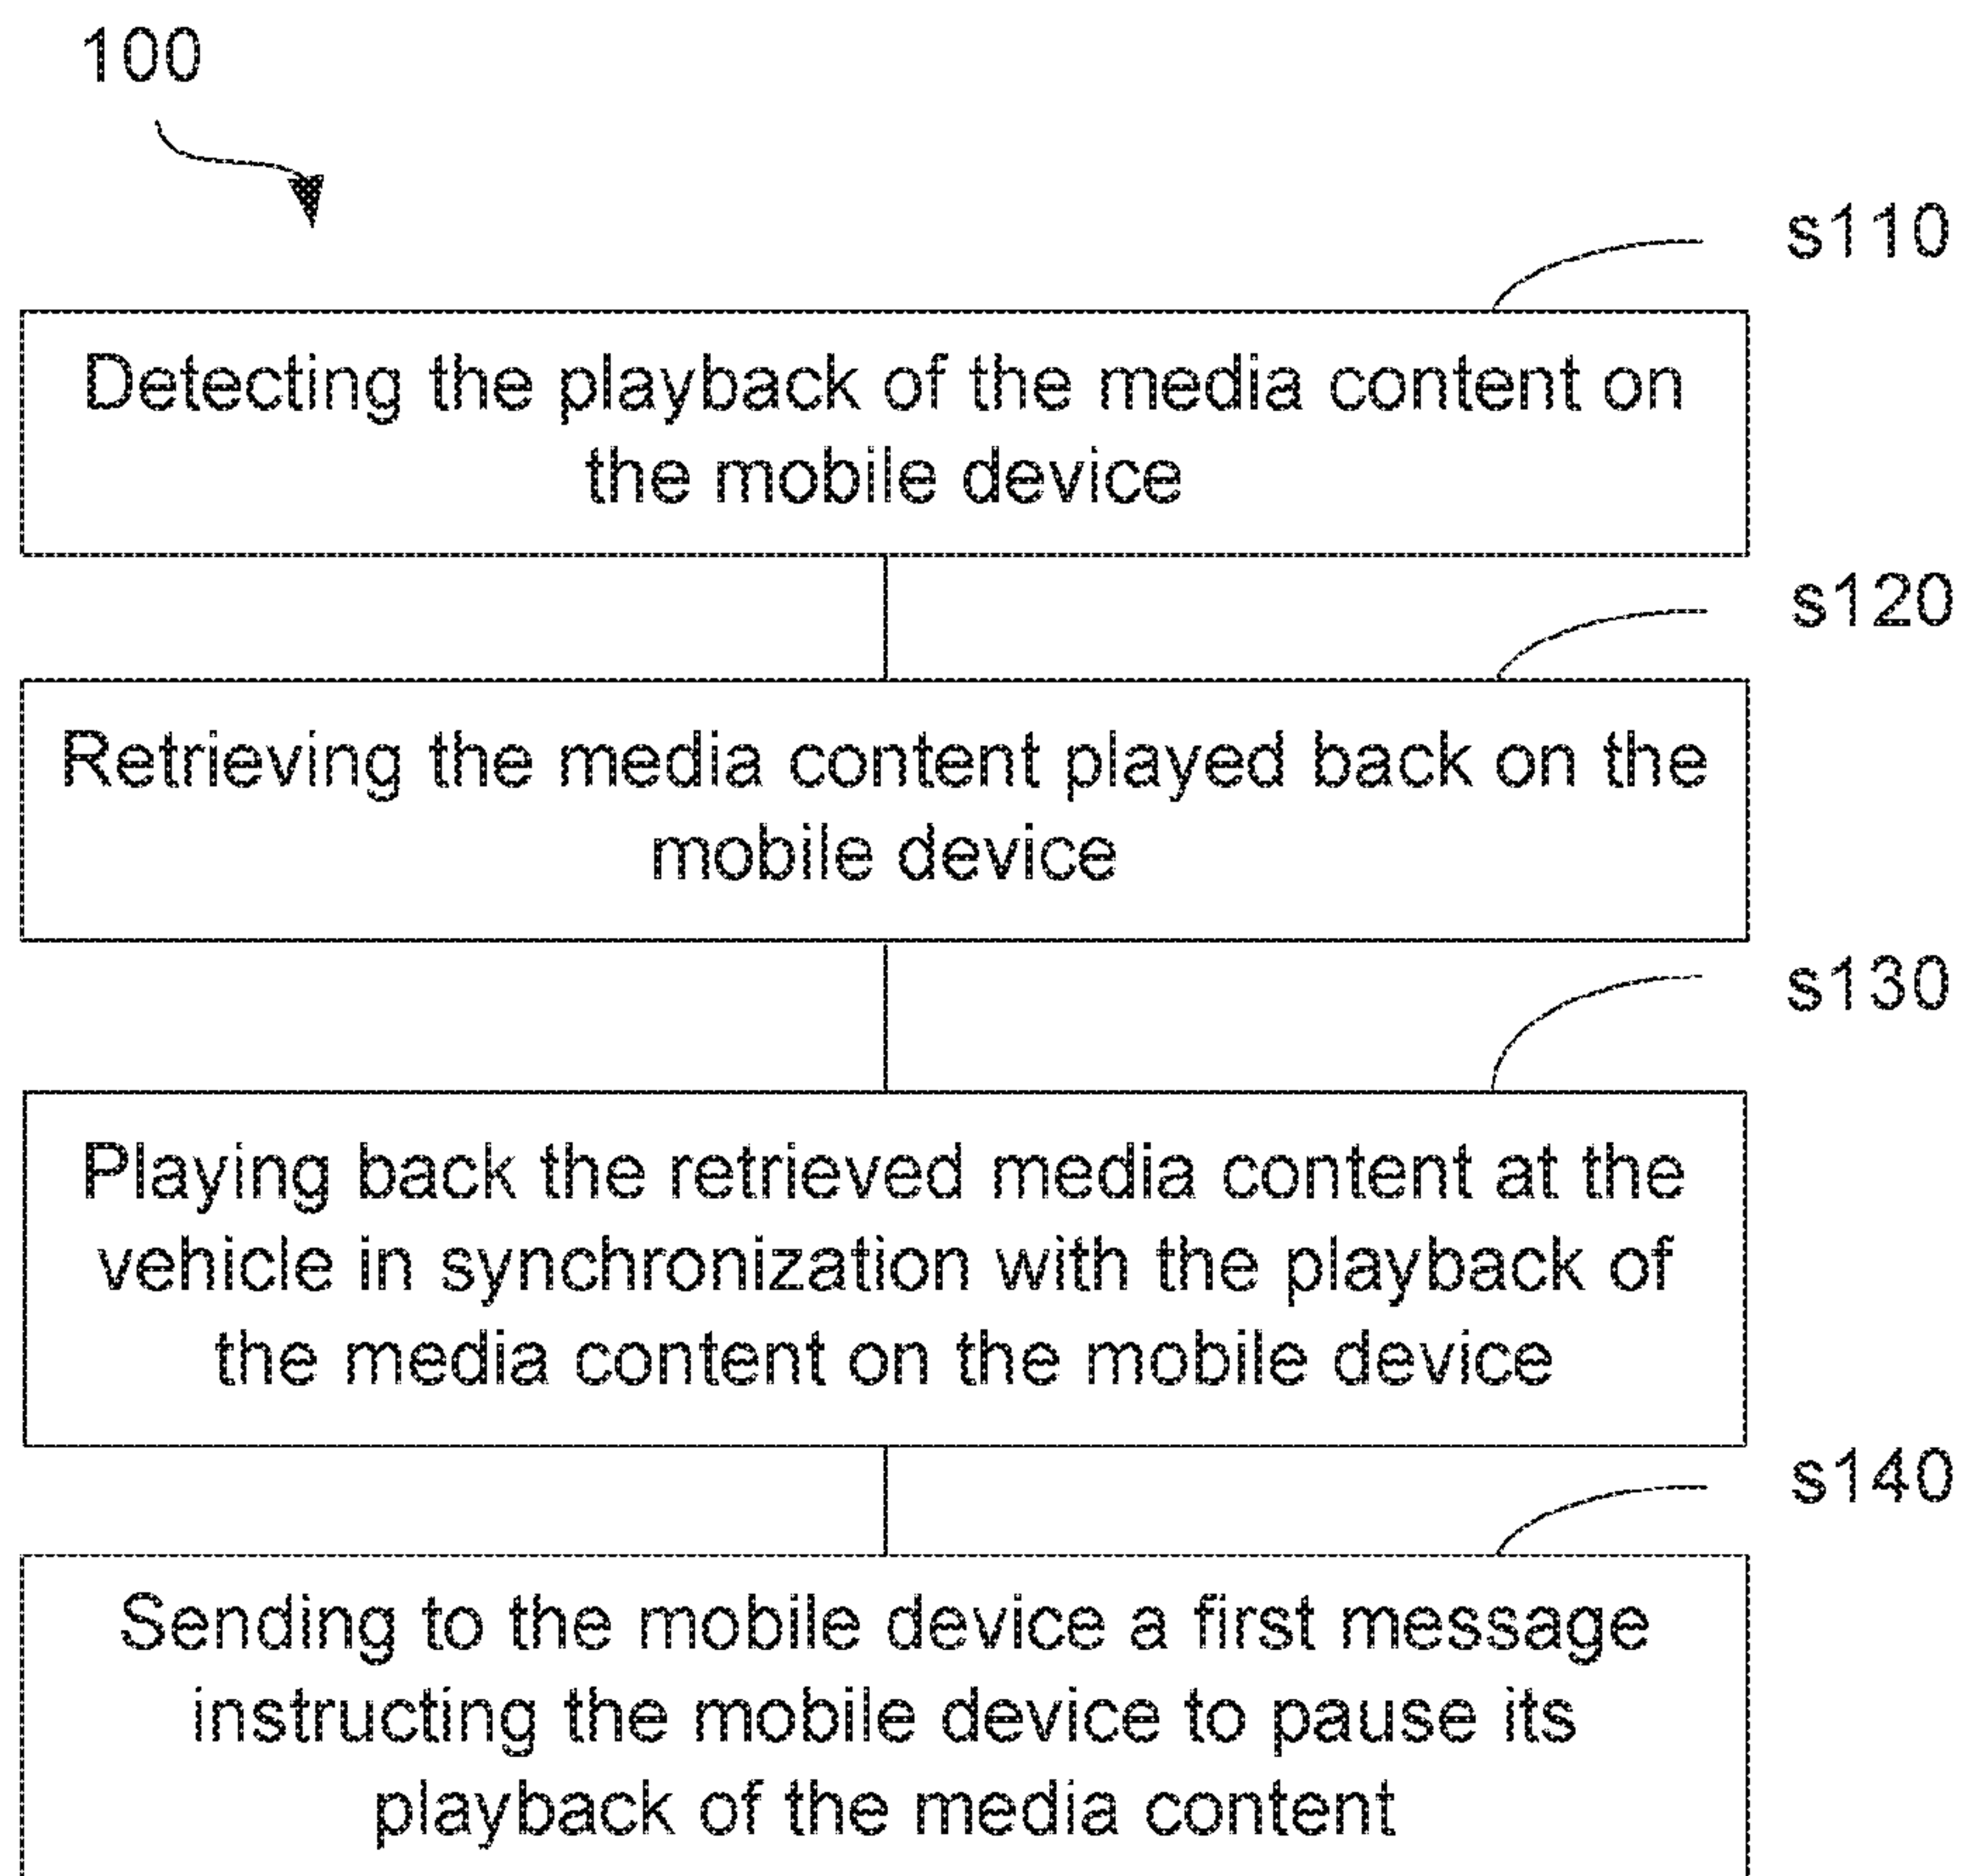 100
s110
Detecting the playback of the media content on
the mobile device
s120
Retrieving the media content played back on the
mobile device
s130
Playing back the retrieved media content at the
vehicle in synchronization with the playback of
the media content on the mobile device
s140
Sending to the mobile device a first message
instructing the mobile device to pause its
playback of the media content